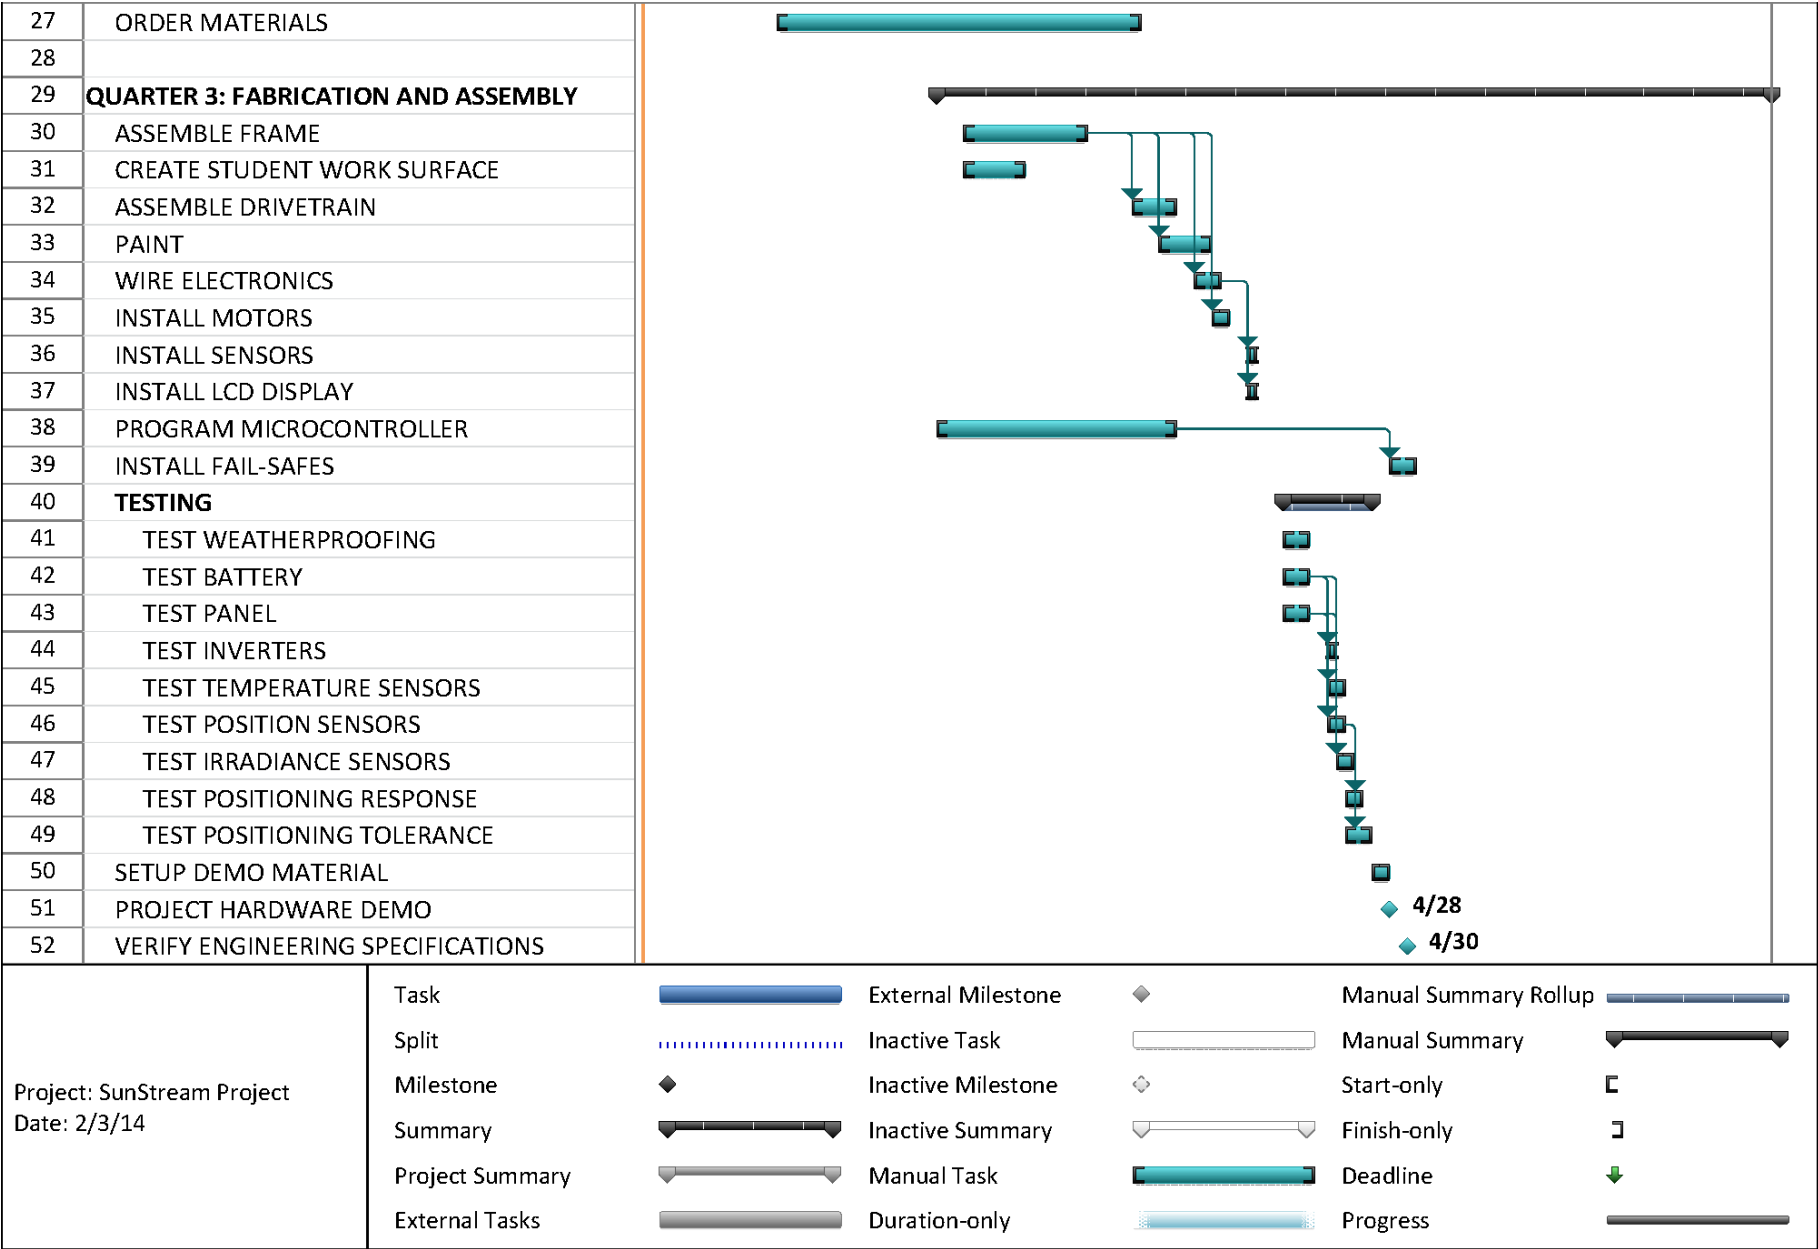 27 ORDER MATERIALS
28
29 QUARTER 3: FABRICATION AND ASSEMBLY
30 ASSEMBLE FRAME
31 CREATE STUDENT WORK SURFACE
32 ASSEMBLE DRIVETRAIN
33 PAINT
34 WIRE ELECTRONICS
35 INSTALL MOTORS
36 INSTALL SENSORS
37 INSTALL LCD DISPLAY
38 PROGRAM MICROCONTROLLER
39 INSTALL FAIL-SAFES
40 TESTING
41 TEST WEATHERPROOFING
42 TEST BATTERY
43 TEST PANEL
44 TEST INVERTERS
45 TEST TEMPERATURE SENSORS
46 TEST POSITION SENSORS
47 TEST IRRADIANCE SENSORS
48 TEST POSITIONING RESPONSE
49 TEST POSITIONING TOLERANCE
50 SETUP DEMO MATERIAL
51 PROJECT HARDWARE DEMO 4/28
52 VERIFY ENGINEERING SPECIFICATIONS 4/30
Project: SunStream Project
Date: 2/3/14
Task
Split
Milestone
Summary
Project Summary
External Tasks
External Milestone
Inactive Task
Inactive Milestone
Inactive Summary
Manual Task
Duration-only
Manual Summary Rollup
Manual Summary
Start-only
Finish-only
Deadline
Progress